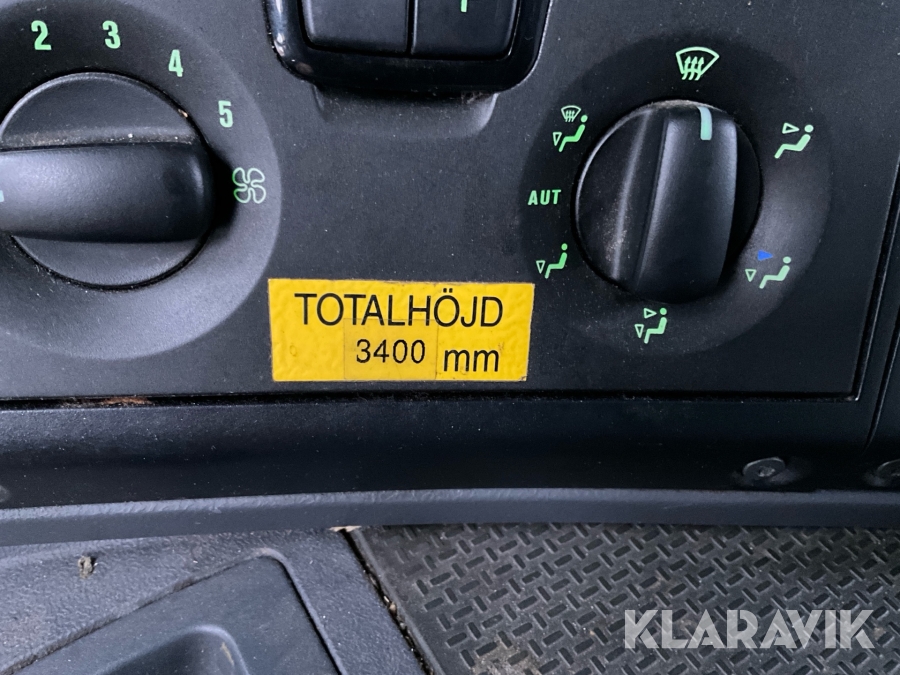 2 3 4 5
AUT
TOTALHÖJD
3400 mm
KLARAVIK